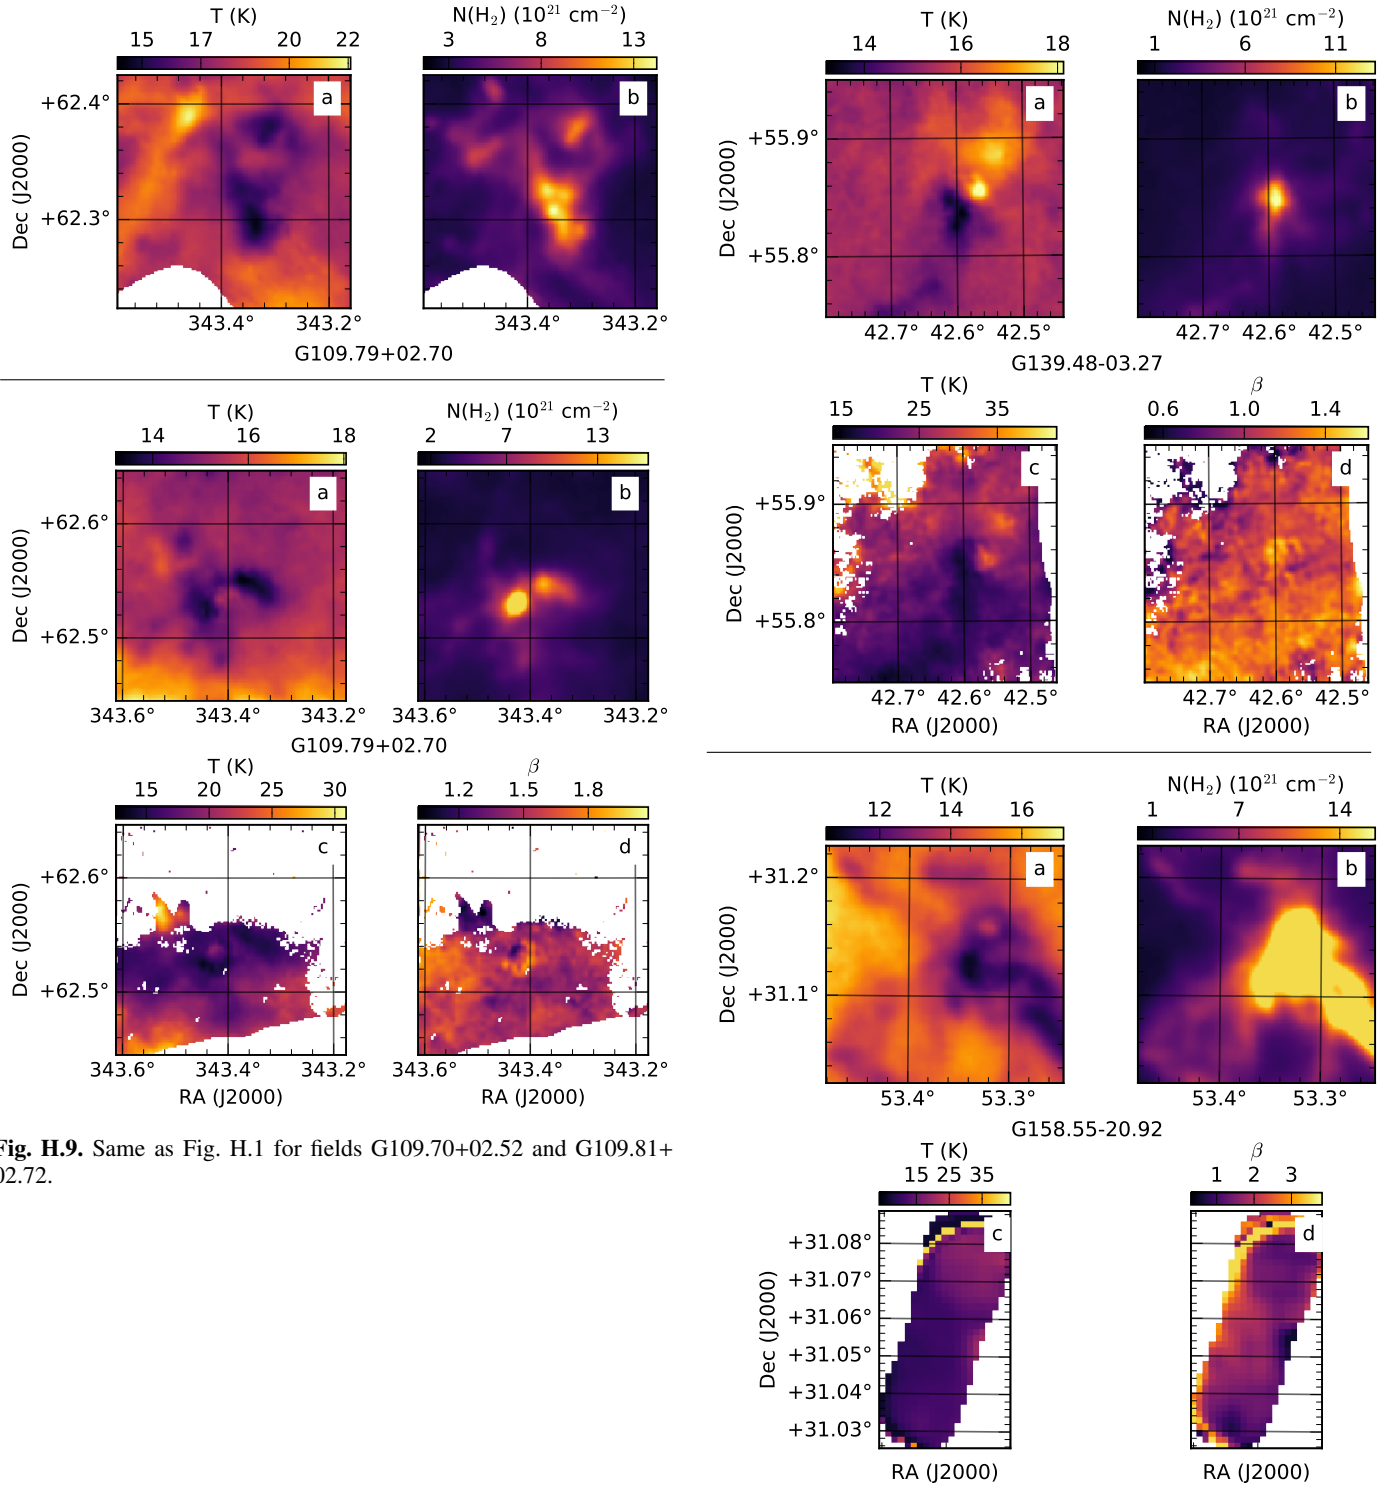 T (K)
15 17 20 22
N(H₂) (10²¹ cm⁻²)
3 8 13
a
b
+62.4°
+62.3°
Dec (J2000)
343.4° 343.2°
343.4° 343.2°
G109.79+02.70
T (K)
14 16 18
N(H₂) (10²¹ cm⁻²)
2 7 13
a
b
+62.6°
+62.5°
Dec (J2000)
343.6° 343.4° 343.2°
343.6° 343.4° 343.2°
G109.79+02.70
T (K)
15 20 25 30
β
1.2 1.5 1.8
c
d
+62.6°
+62.5°
Dec (J2000)
343.6° 343.4° 343.2°
343.6° 343.4° 343.2°
RA (J2000)
RA (J2000)
Fig. H.9. Same as Fig. H.1 for fields G109.70+02.52 and G109.81+
02.72.
T (K)
14 16 18
N(H₂) (10²¹ cm⁻²)
1 6 11
a
b
+55.9°
+55.8°
Dec (J2000)
42.7° 42.6° 42.5°
42.7° 42.6° 42.5°
G139.48-03.27
T (K)
15 25 35
β
0.6 1.0 1.4
c
d
+55.9°
+55.8°
Dec (J2000)
42.7° 42.6° 42.5°
42.7° 42.6° 42.5°
RA (J2000)
RA (J2000)
T (K)
12 14 16
N(H₂) (10²¹ cm⁻²)
1 7 14
a
b
+31.2°
+31.1°
Dec (J2000)
53.4° 53.3°
53.4° 53.3°
G158.55-20.92
T (K)
15 25 35
β
1 2 3
c
d
+31.08°
+31.07°
+31.06°
+31.05°
+31.04°
+31.03°
Dec (J2000)
RA (J2000)
RA (J2000)